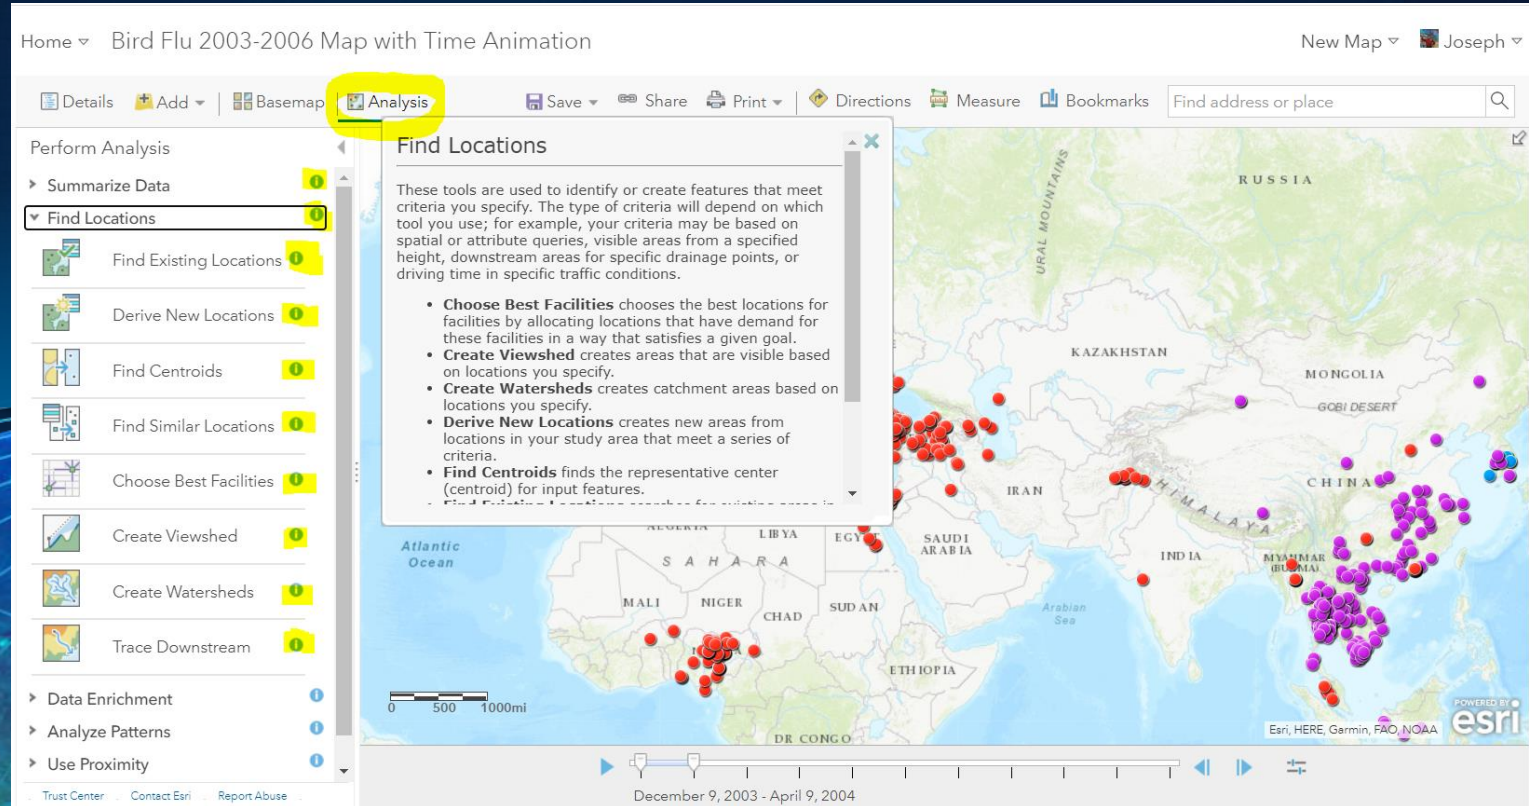 Home Bird Flu 2003-2006 Map with Time Animation New Map Joseph
Details Add Basemap Analysis Save Share Print Directions Measure Bookmarks Find address or place
Perform Analysis
Summarize Data
Find Locations
Find Existing Locations
Derive New Locations
Find Centroids
Find Similar Locations
Choose Best Facilities
Create Viewshed
Create Watersheds
Trace Downstream
Data Enrichment
Analyze Patterns
Use Proximity
Trust Center Contact Esri Report Abuse
Find Locations
These tools are used to identify or create features that meet
criteria you specify. The type of criteria will depend on which
tool you use; for example, your criteria may be based on
spatial or attribute queries, visible areas from a specified
height, downstream areas for specific drainage points, or
driving time in specific traffic conditions.
• Choose Best Facilities chooses the best locations for
facilities by allocating locations that have demand for
these facilities in a way that satisfies a given goal.
• Create Viewshed creates areas that are visible based
on locations you specify.
• Create Watersheds creates catchment areas based on
locations you specify.
• Derive New Locations creates new areas from
locations in your study area that meet a series of
criteria.
• Find Centroids finds the representative center
(centroid) for input features.
• Find Existing Locations searches for existing areas in
RUSSIA
URAL MOUNTAINS
KAZAKHSTAN
MONGOLIA
GOBI DESERT
CHINA
IRAN
HIMALAYA
ALGERIA
LIBYA
SAUDI
ARABIA
Atlantic
Ocean
SAHARA
INDIA
MYANMAR
MALI
NIGER
CHAD
SUDAN
Arabian
Sea
ETHIOPIA
DR CONGO
0 500 1000mi
Esri, HERE, Garmin, FAO, NOAA
POWERED BY
esri
December 9, 2003 - April 9, 2004